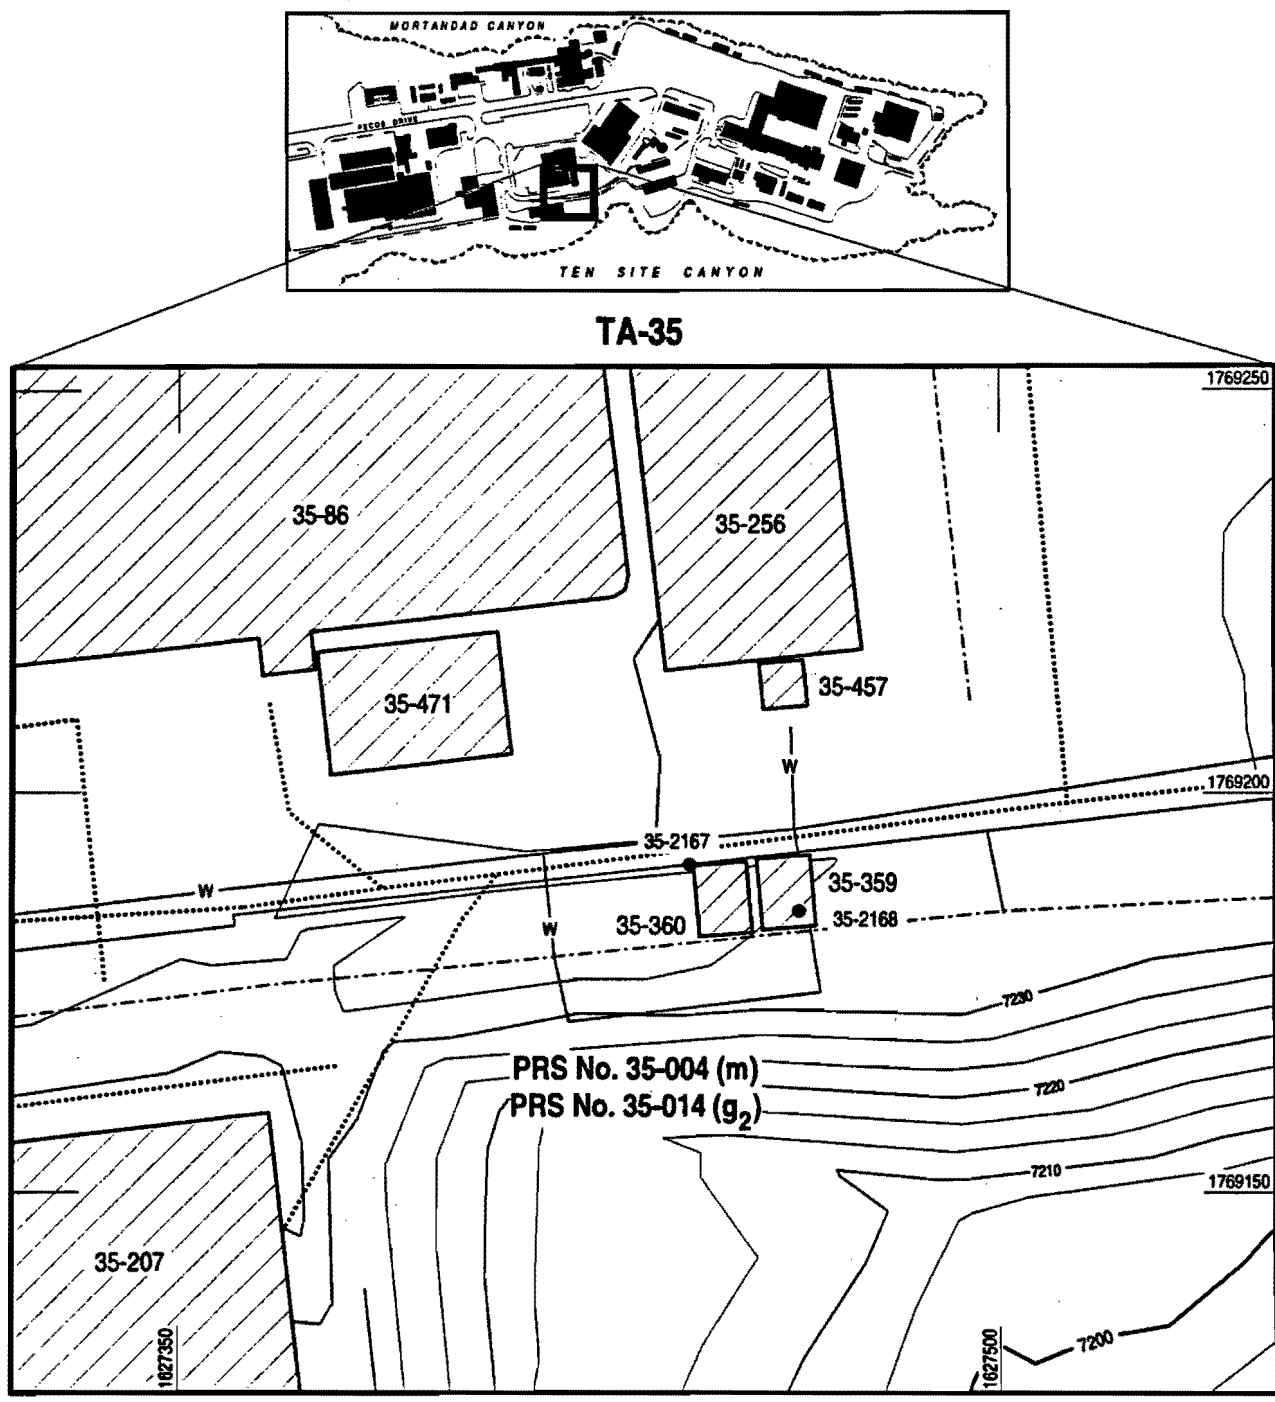 MORTANDAD CANYON
PECOS DRIVE
TEN SITE CANYON
TA-35
1769250
35-86
35-256
35-457
35-471
W
1769200
35-2167
W
35-359
35-360
35-2168
W
7230
PRS No. 35-004 (m)
7220
PRS No. 35-014 (g2)
7210
1769150
35-207
1627350
1627500
7200